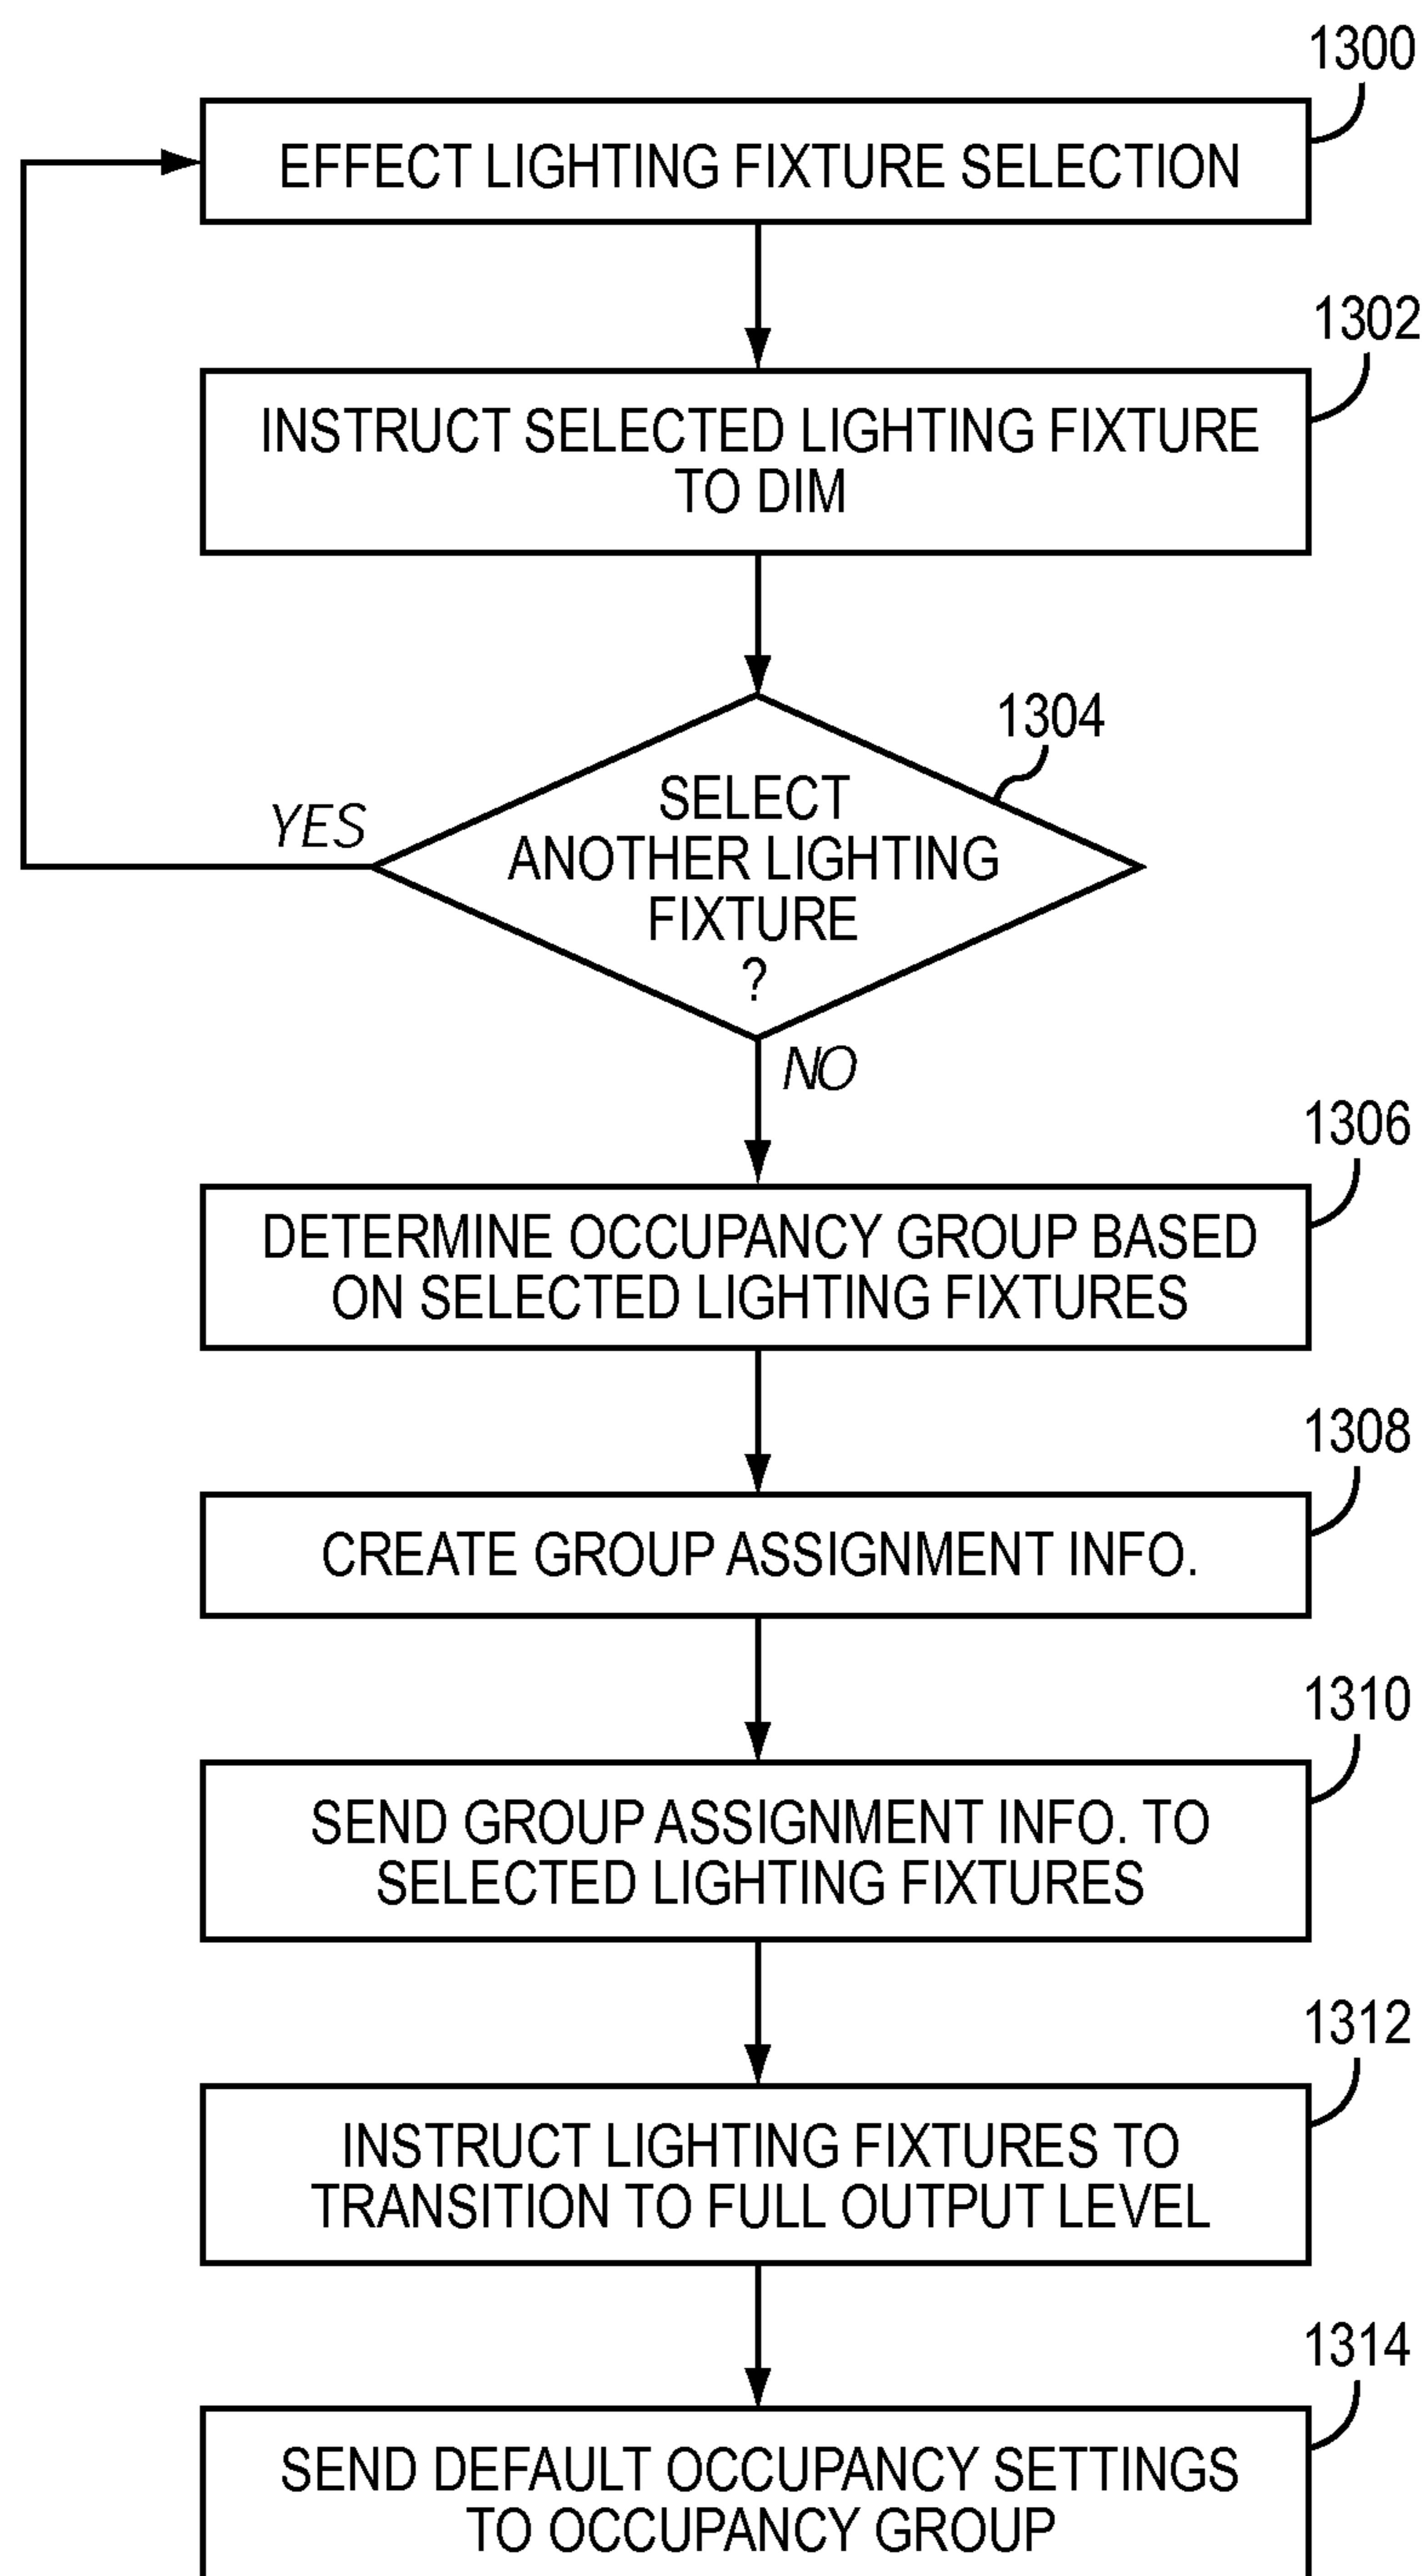 1300
EFFECT LIGHTING FIXTURE SELECTION
1302
INSTRUCT SELECTED LIGHTING FIXTURE
TO DIM
1304
SELECT
ANOTHER LIGHTING
FIXTURE
?
YES
NO
1306
DETERMINE OCCUPANCY GROUP BASED
ON SELECTED LIGHTING FIXTURES
1308
CREATE GROUP ASSIGNMENT INFO.
1310
SEND GROUP ASSIGNMENT INFO. TO
SELECTED LIGHTING FIXTURES
1312
INSTRUCT LIGHTING FIXTURES TO
TRANSITION TO FULL OUTPUT LEVEL
1314
SEND DEFAULT OCCUPANCY SETTINGS
TO OCCUPANCY GROUP